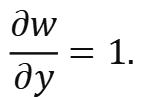 ∂w/∂y = 1.